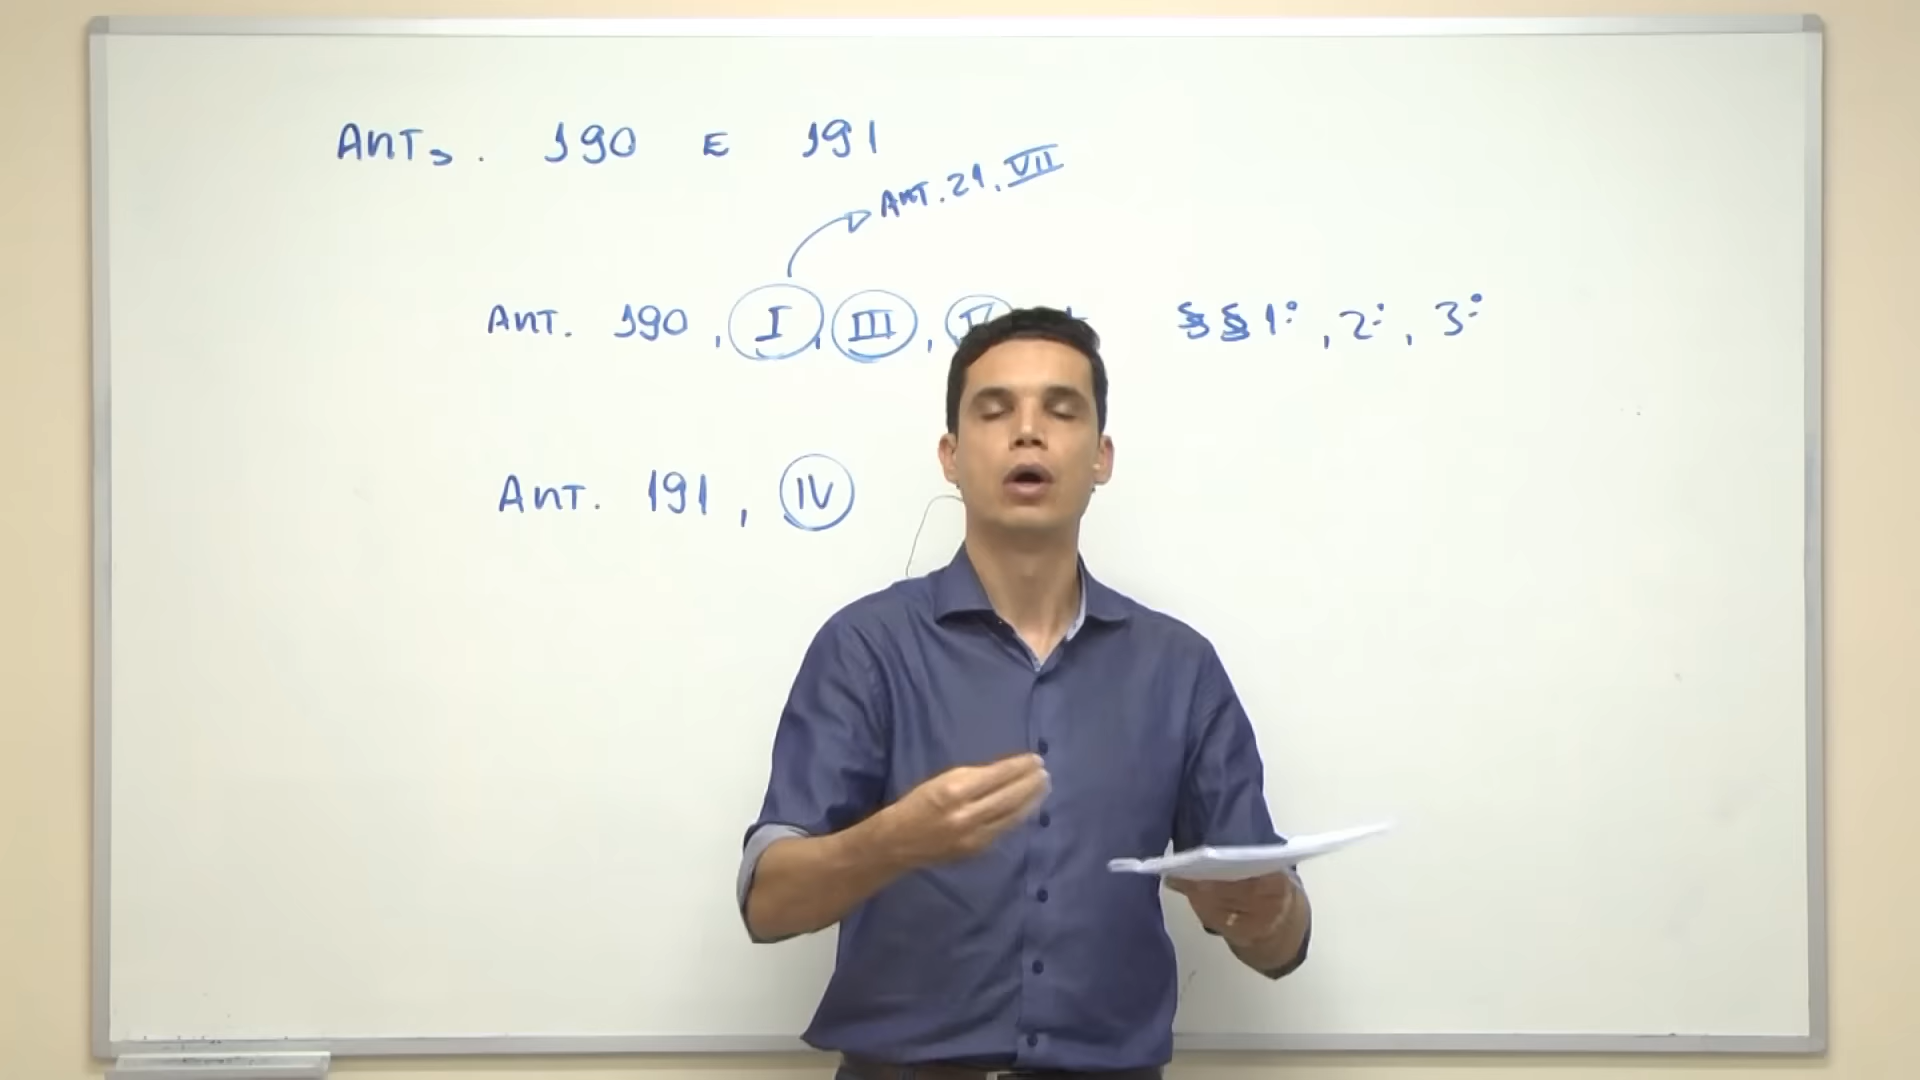 ARTS. 190 E 191
ART. 21, VII
ART. 190, I, III, §§1º, 2º, 3º
ART. 191, IV